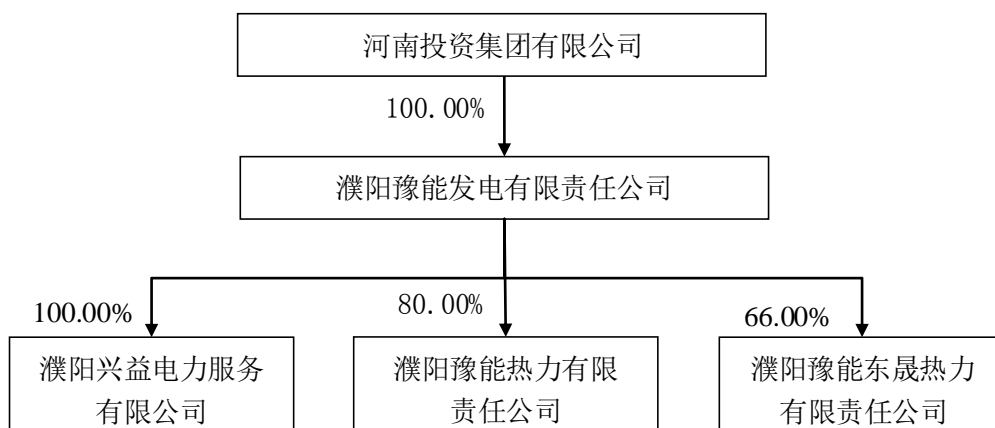 河南投资集团有限公司
100.00%
濮阳豫能发电有限责任公司
100.00%
80.00%
66.00%
濮阳兴益电力服务
有限公司
濮阳豫能热力有限
责任公司
濮阳豫能东晟热力
有限责任公司